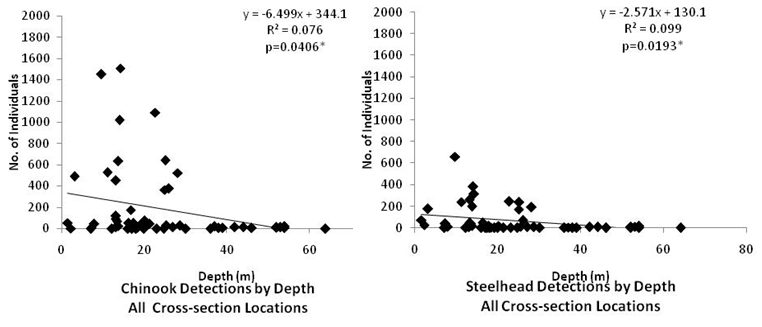 y = -6.499x + 344.1
R² = 0.076
p=0.0406*
No. of Individuals
2000
1800
1600
1400
1200
1000
800
600
400
200
0
0 20 40 60
Depth (m)
Chinook Detections by Depth
All Cross-section Locations
y = -2.571x + 130.1
R² = 0.099
p=0.0193*
No. of Individuals
2000
1800
1600
1400
1200
1000
800
600
400
200
0
0 20 40 60 80
Depth (m)
Steelhead Detections by Depth
All Cross-section Locations